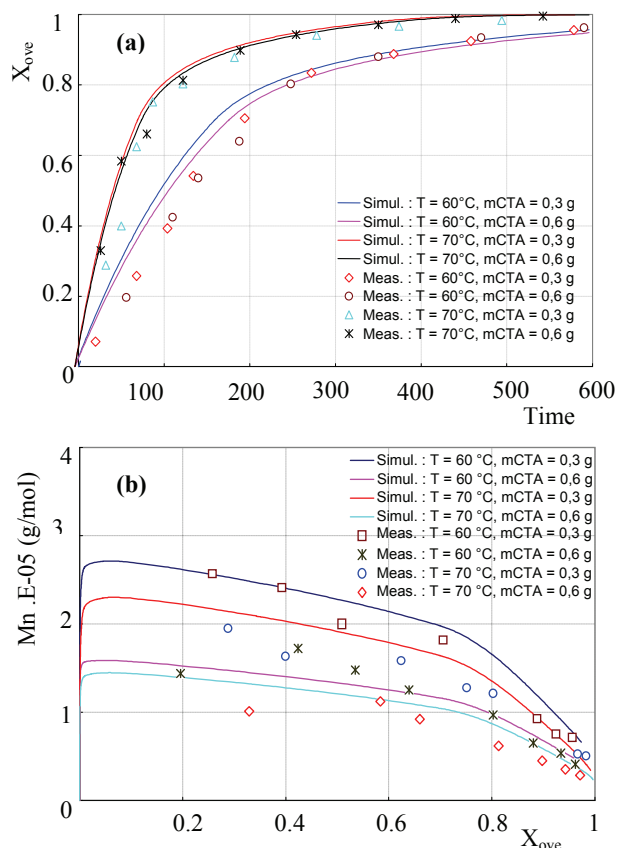 (a)
X_ove
1
0.8
0.6
0.4
0.2
0
100
200
300
400
500
600
Time
Simul. : T = 60°C, mCTA = 0,3 g
Simul. : T = 60°C, mCTA = 0,6 g
Simul. : T = 70°C, mCTA = 0,3 g
Simul. : T = 70°C, mCTA = 0,6 g
Meas. : T = 60°C, mCTA = 0,3 g
Meas. : T = 60°C, mCTA = 0,6 g
Meas. : T = 70°C, mCTA = 0,3 g
Meas. : T = 70°C, mCTA = 0,6 g
(b)
Mn .E-05 (g/mol)
4
3
2
1
0
0.2
0.4
0.6
0.8
1
X_ove
Simul. : T = 60 °C, mCTA = 0,3 g
Simul. : T = 60 °C, mCTA = 0,6 g
Simul. : T = 70 °C, mCTA = 0,3 g
Simul. : T = 70 °C, mCTA = 0,6 g
Meas. : T = 60 °C, mCTA = 0,3 g
Meas. : T = 60 °C, mCTA = 0,6 g
Meas. : T = 70 °C, mCTA = 0,3 g
Meas. : T = 70 °C, mCTA = 0,6 g